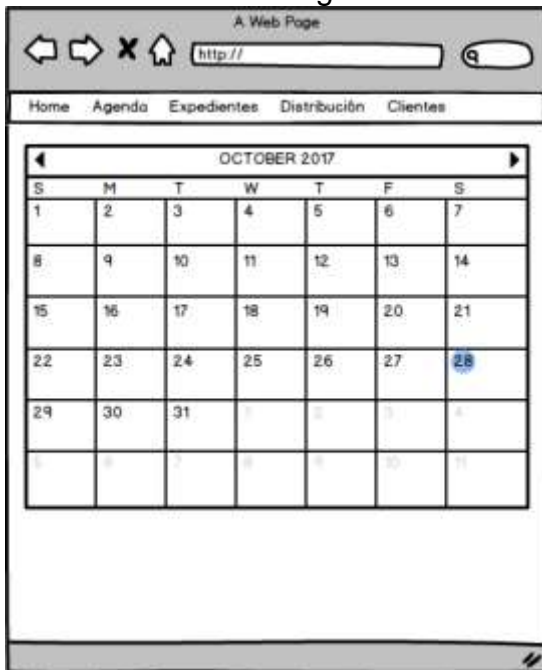 A Web Page
http://
Home Agenda Expedientes Distribución Clientes
OCTOBER 2017
S M T W T F S
1 2 3 4 5 6 7
8 9 10 11 12 13 14
15 16 17 18 19 20 21
22 23 24 25 26 27 28
29 30 31 1 2 3 4
5 6 7 8 9 10 11